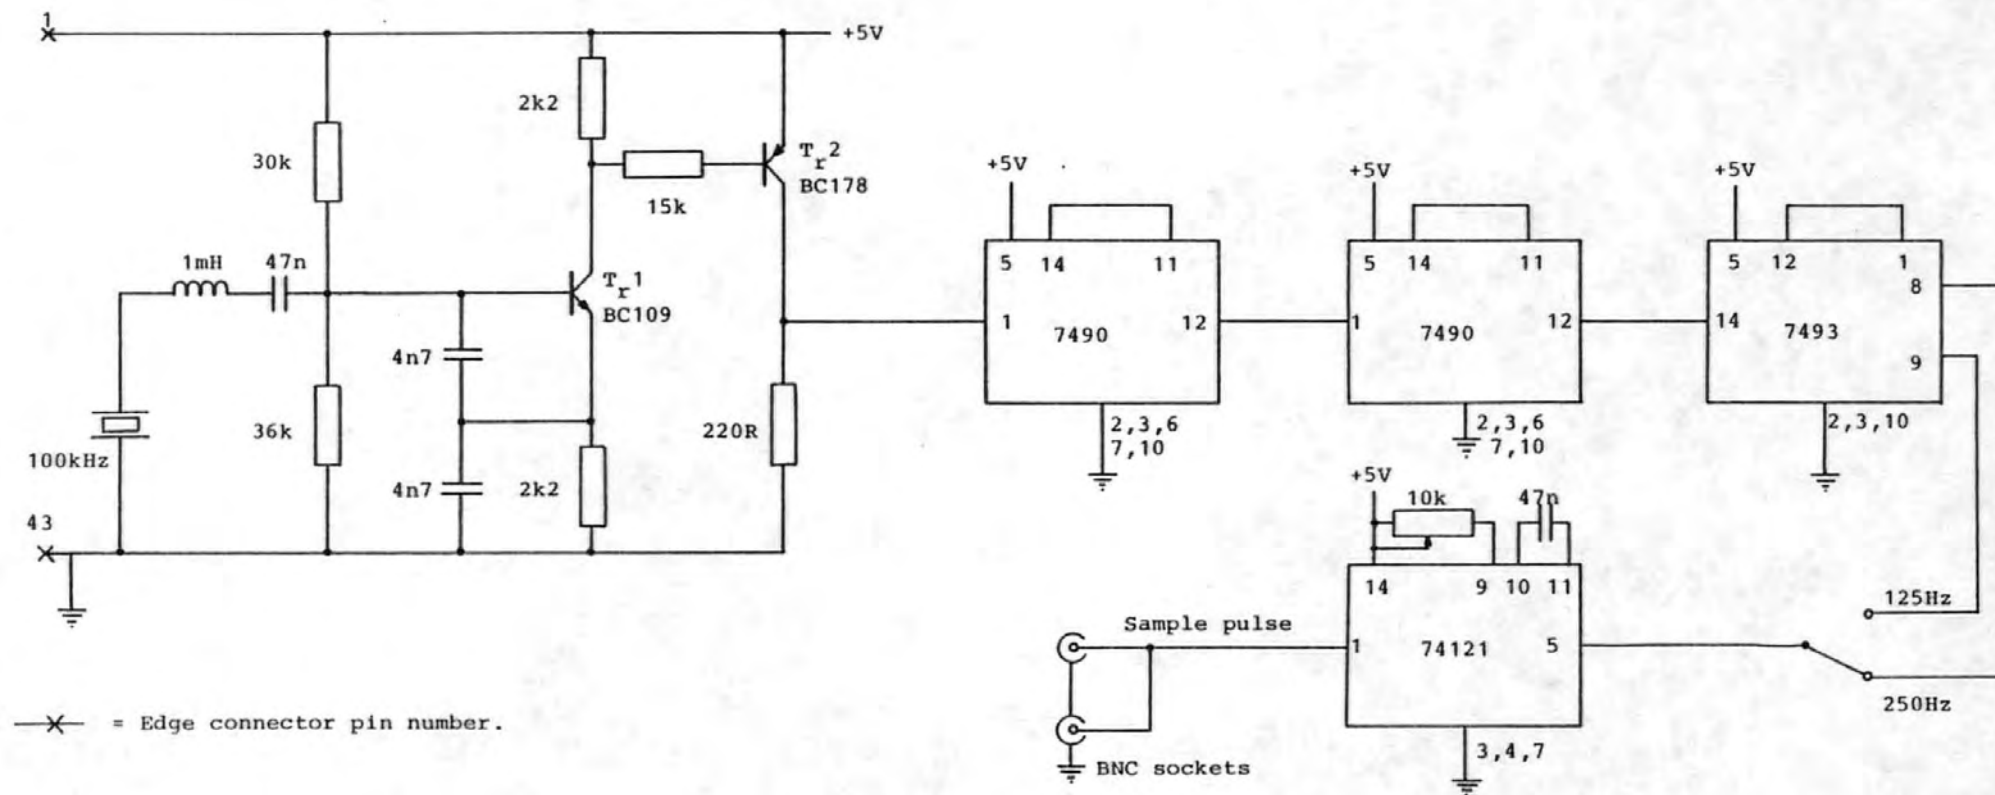 1
+5V
2k2
30k
Tr2
BC178
15k
1mH
47n
Tr1
BC109
4n7
36k
100kHz
4n7
2k2
220R
43
+5V
5
14
11
1
7490
12
2,3,6
7,10
+5V
5
14
11
1
7490
12
2,3,6
7,10
+5V
5
12
1
8
14
7493
9
2,3,10
+5V
10k
47n
14
9
10
11
1
74121
5
3,4,7
125Hz
250Hz
Sample pulse
BNC sockets
= Edge connector pin number.